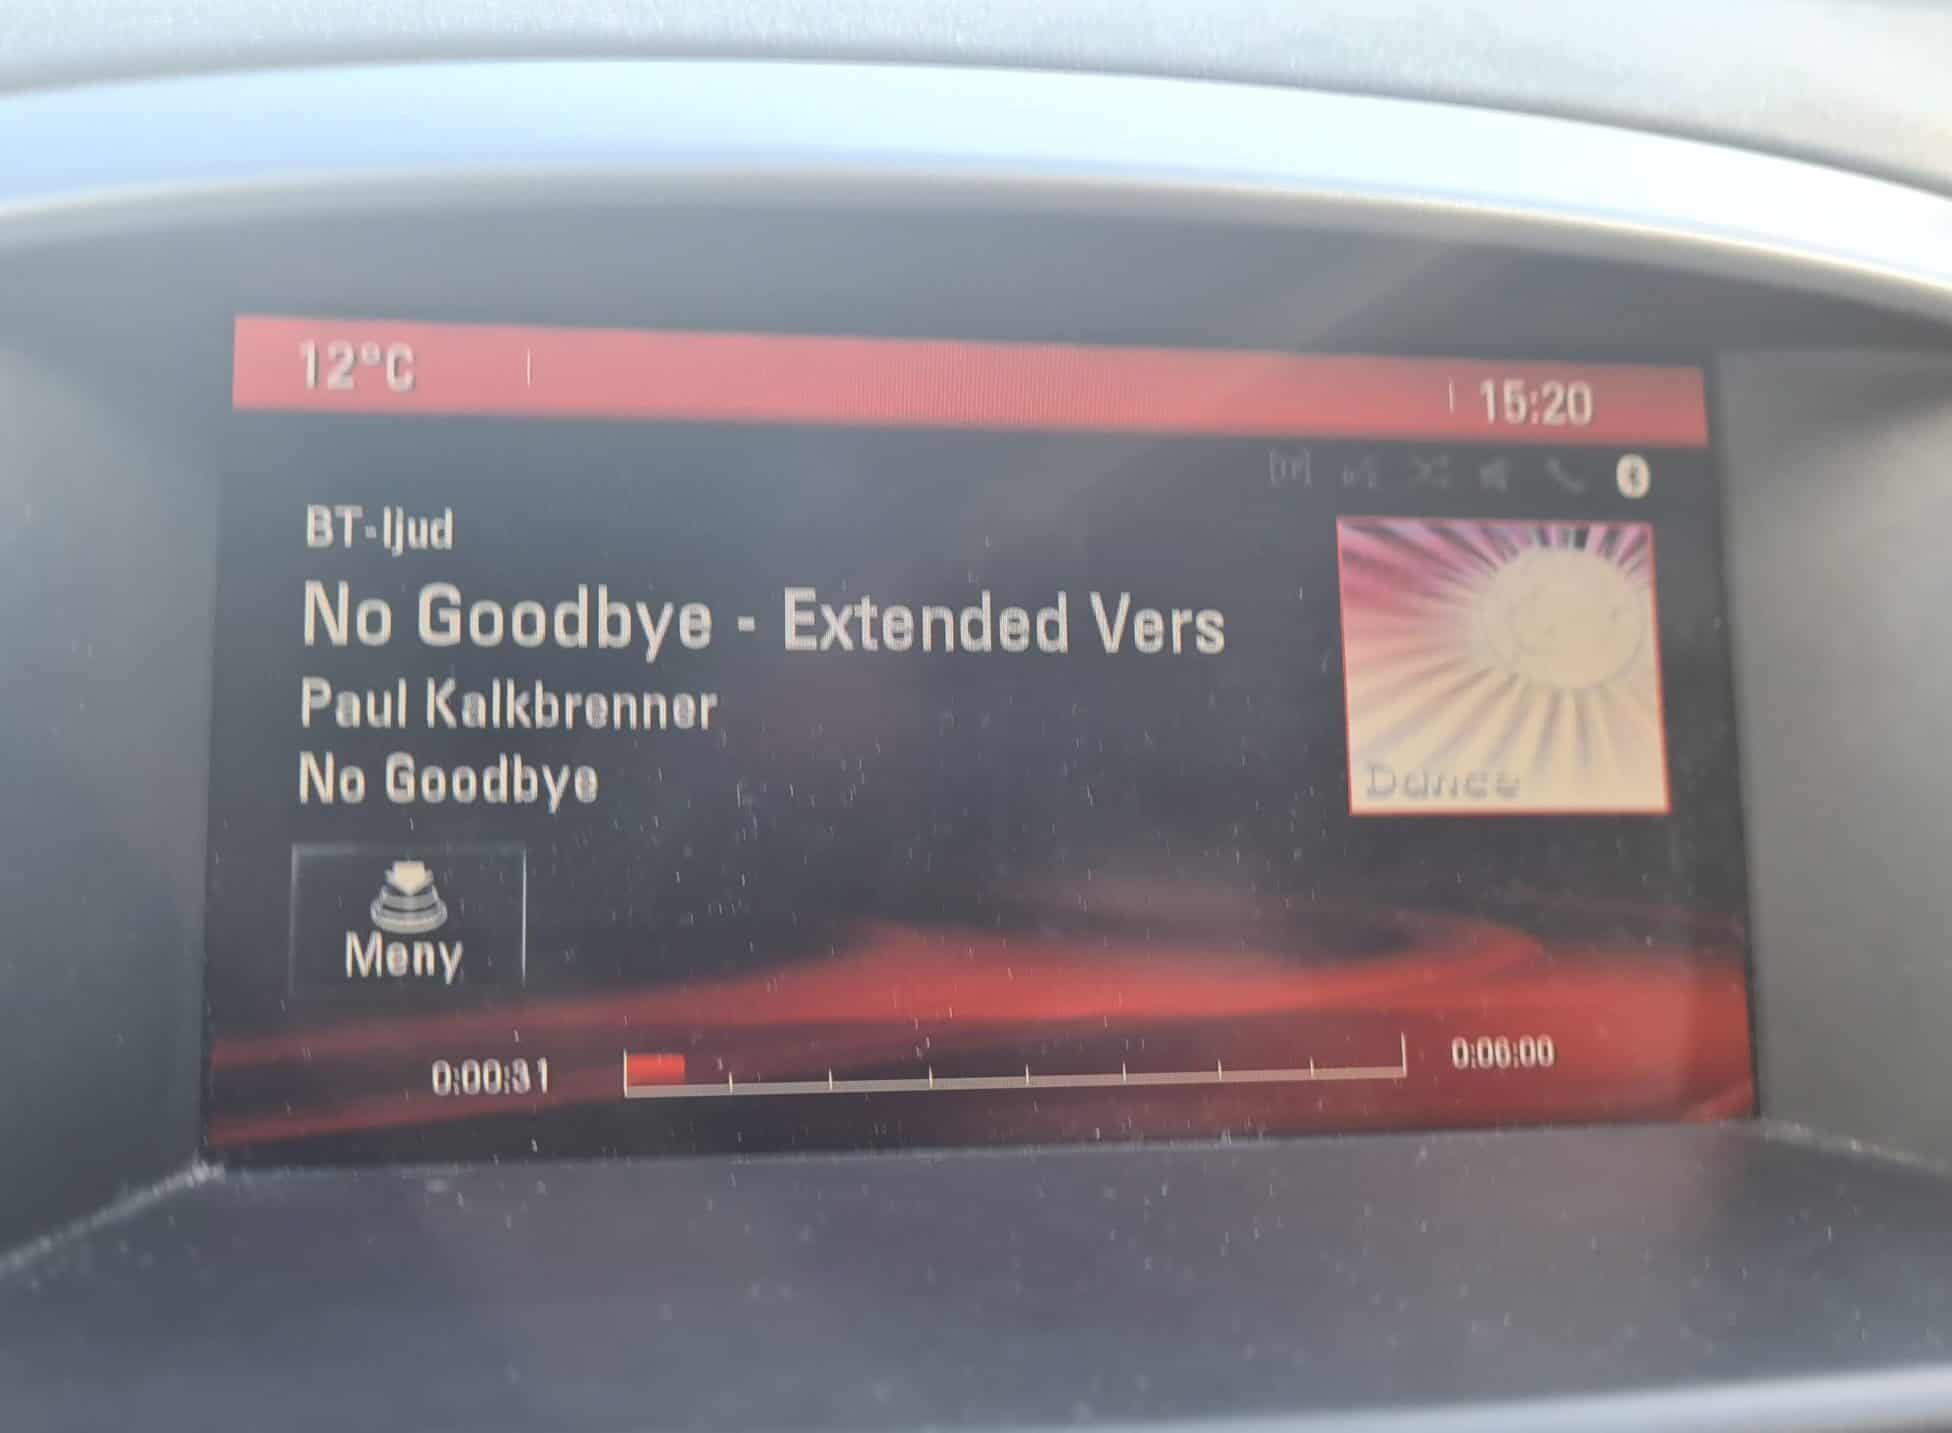 12°C
15:20
BT-ljud
No Goodbye - Extended Vers
Paul Kalkbrenner
No Goodbye
Dance
Meny
0:00:31
0:06:00